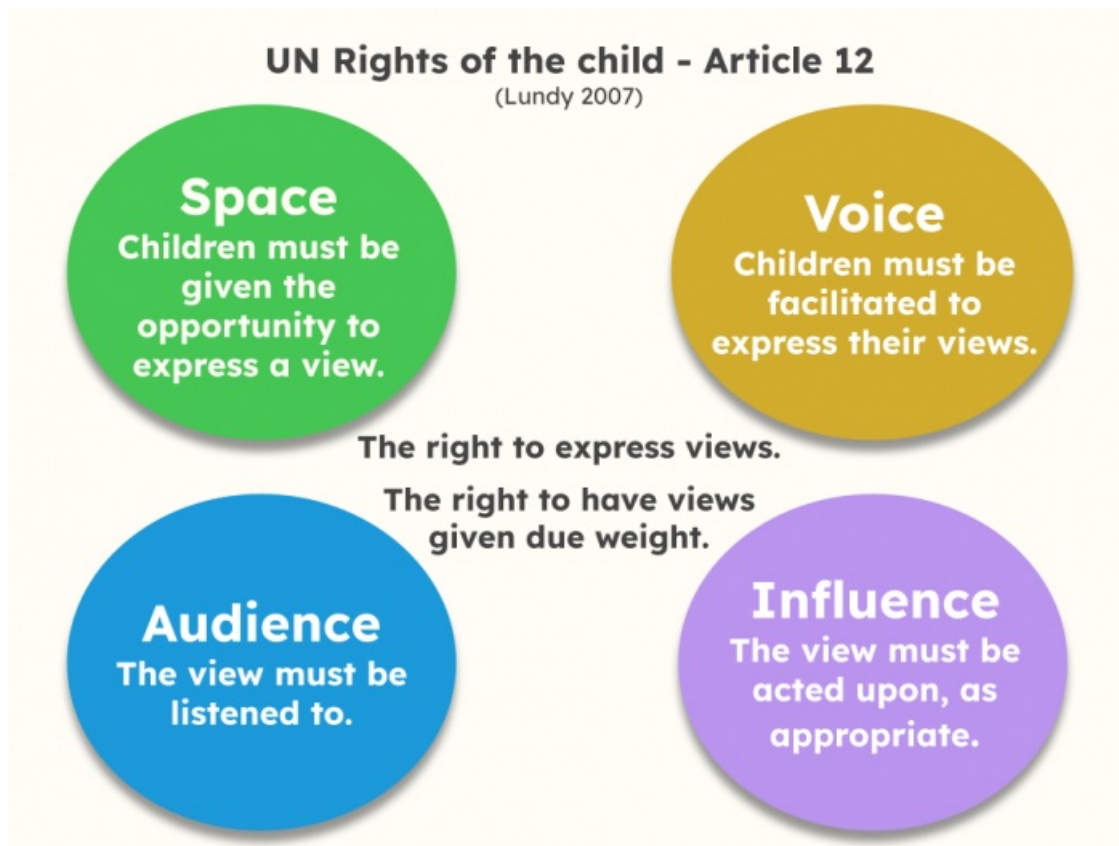 UN Rights of the child - Article 12
(Lundy 2007)
Space
Children must be
given the
opportunity to
express a view.
Voice
Children must be
facilitated to
express their views.
The right to express views.
The right to have views
given due weight.
Audience
The view must be
listened to.
Influence
The view must be
acted upon, as
appropriate.